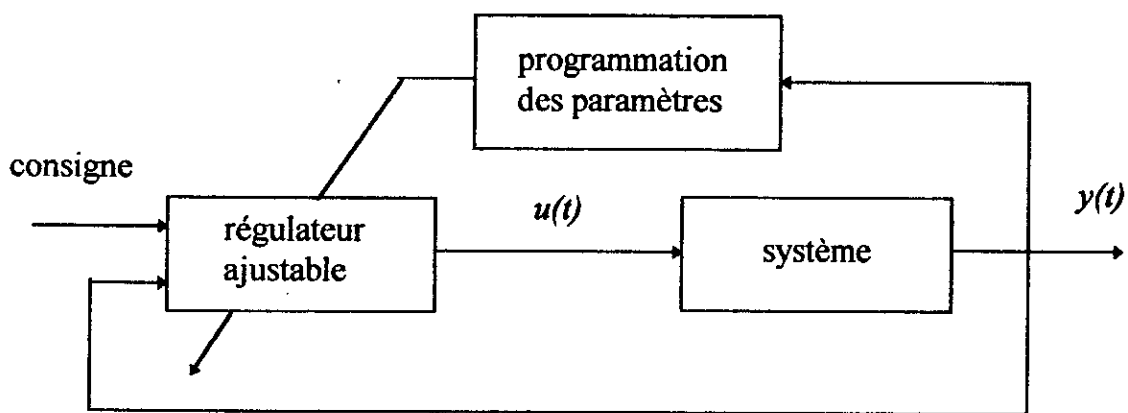 programmation
des paramètres
consigne
régulateur
ajustable
u(t)
système
y(t)